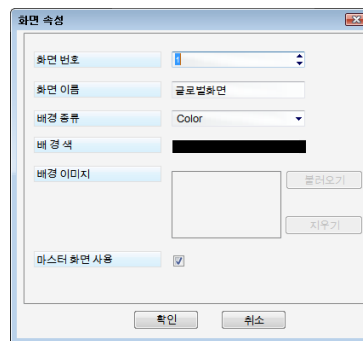 화면 속성
화면 번호 1
화면 이름 글로벌화면
배경 종류 Color
배 경 색
배경 이미지 불러오기
지우기
마스터 화면 사용
확인 취소